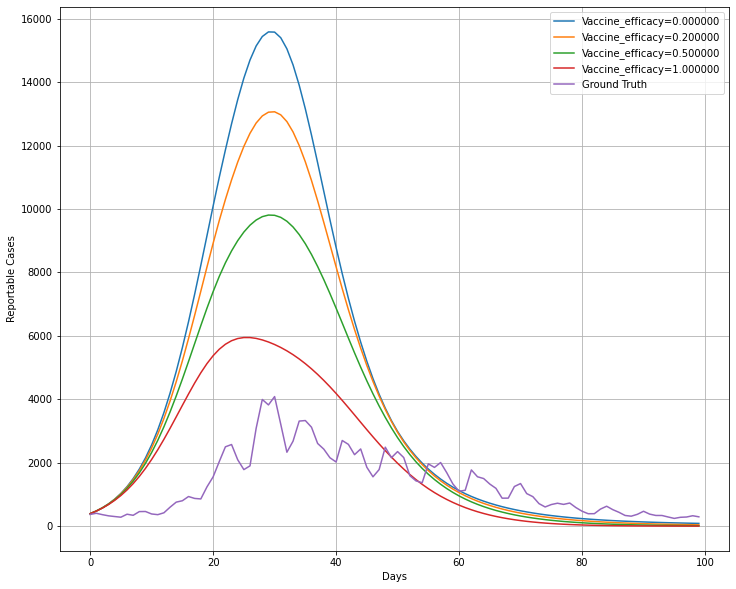 Vaccine_efficacy=0.000000
Vaccine_efficacy=0.200000
Vaccine_efficacy=0.500000
Vaccine_efficacy=1.000000
Ground Truth
16000
14000
12000
10000
8000
6000
4000
2000
0
Reportable Cases
0 20 40 60 80 100
Days